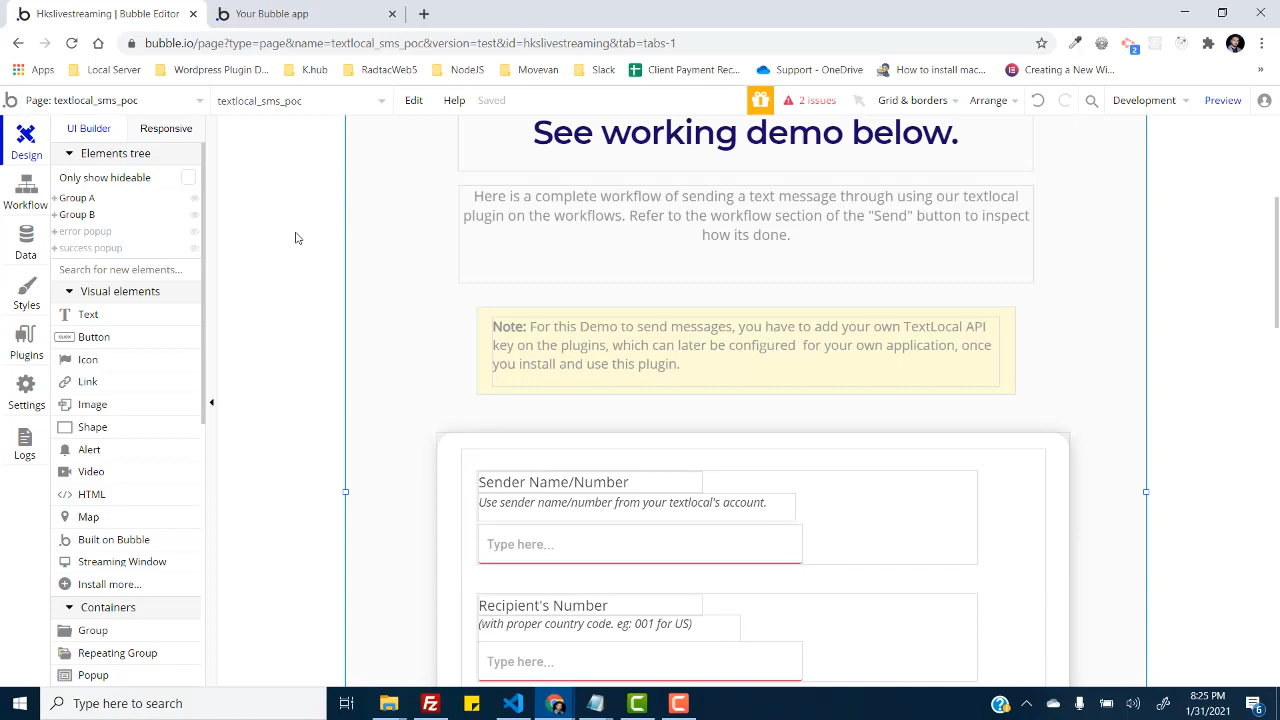 Hklivestreaming | Bubble Editor
Your Bubble app
bubble.io/page?type=page&name=textlocal_sms_poc&version=test&id=hklivestreaming&tab=tabs-1
2
Apps
Local Server
Wordpress Plugin D...
K.hub
RadtacWeb5
NodeJS
Movevan
Slack
Client Payment Rec...
Support - OneDrive
How to install mac...
Creating a New Wi...
Page: textlocal_sms_poc
textlocal_sms_poc
Edit
Help
Saved
2 issues
Grid & borders
Arrange
Development
Preview
Design
Workflow
Data
Styles
Plugins
Settings
Logs
UI Builder
Responsive
Elements tree
Only show hideable
Group A
Group B
error popup
success popup
Search for new elements...
Visual elements
Text
CLICK
Button
Icon
Link
Image
Shape
Alert
Video
HTML
Map
Built on Bubble
Streaming Window
Install more...
Containers
Group
Repeating Group
Popup
See working demo below.
Here is a complete workflow of sending a text message through using our textlocal
plugin on the workflows. Refer to the workflow section of the "Send" button to inspect
how its done.
Note: For this Demo to send messages, you have to add your own TextLocal API
key on the plugins, which can later be configured for your own application, once
you install and use this plugin.
Sender Name/Number
Use sender name/number from your textlocal's account.
Type here...
Recipient's Number
(with proper country code. eg: 001 for US)
Type here...
Type here to search
8:25 PM
1/31/2021
6